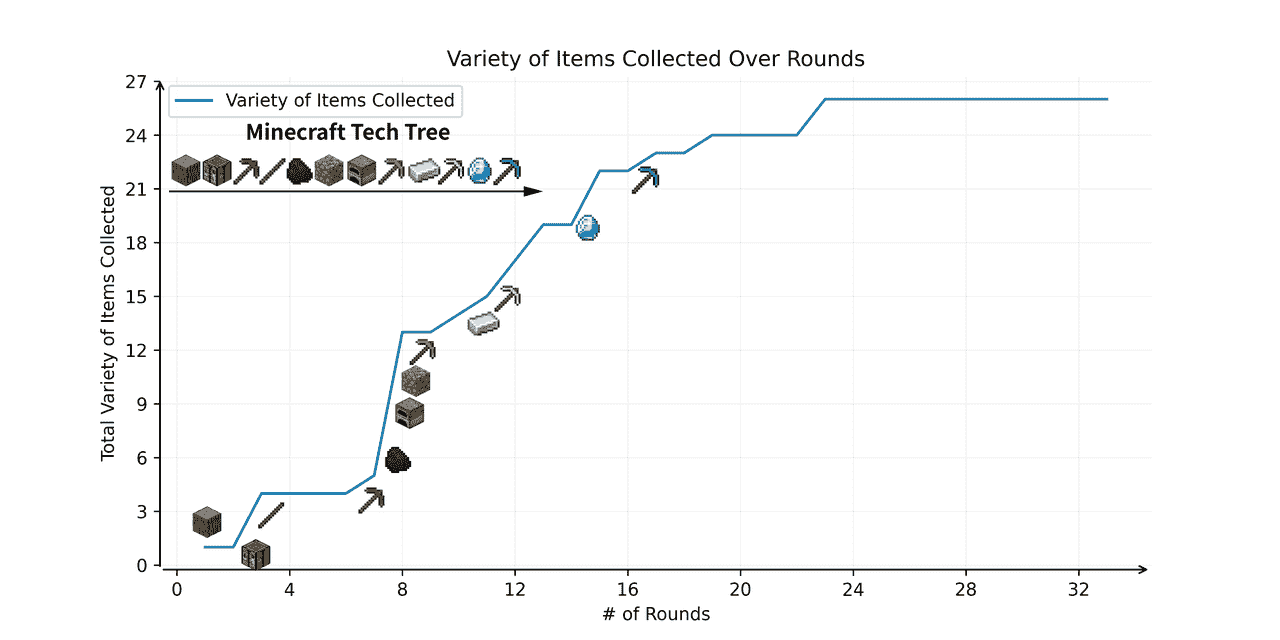 Variety of Items Collected Over Rounds
Variety of Items Collected
Minecraft Tech Tree
Total Variety of Items Collected
27
24
21
18
15
12
9
6
3
0
0 4 8 12 16 20 24 28 32
# of Rounds